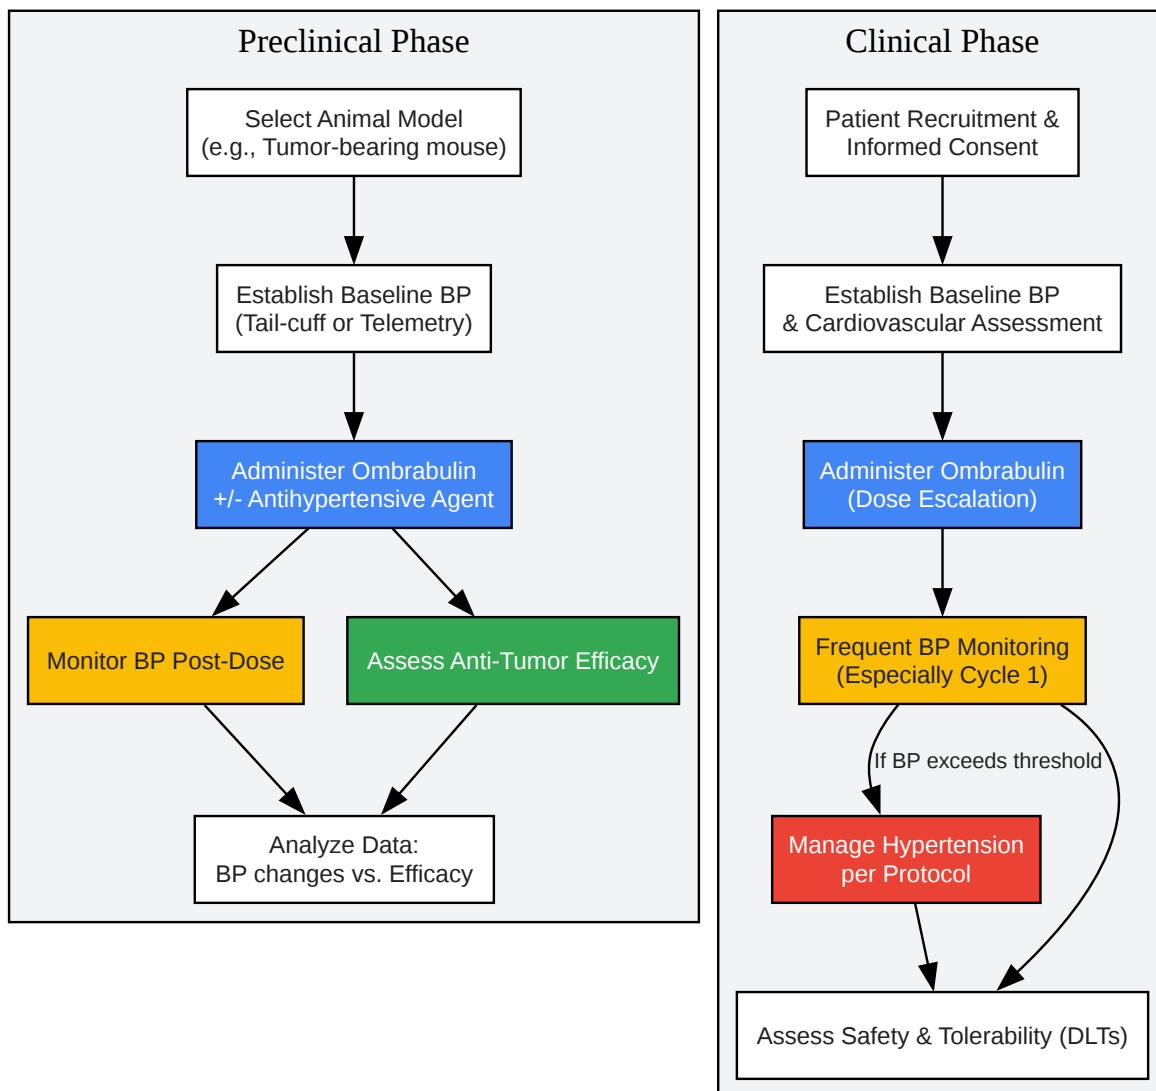 Preclinical Phase
Select Animal Model
(e.g., Tumor-bearing mouse)
Establish Baseline BP
(Tail-cuff or Telemetry)
Administer Ombrabulin
+/- Antihypertensive Agent
Monitor BP Post-Dose
Assess Anti-Tumor Efficacy
Analyze Data:
BP changes vs. Efficacy
Clinical Phase
Patient Recruitment &
Informed Consent
Establish Baseline BP
& Cardiovascular Assessment
Administer Ombrabulin
(Dose Escalation)
Frequent BP Monitoring
(Especially Cycle 1)
If BP exceeds threshold
Manage Hypertension
per Protocol
Assess Safety & Tolerability (DLTs)